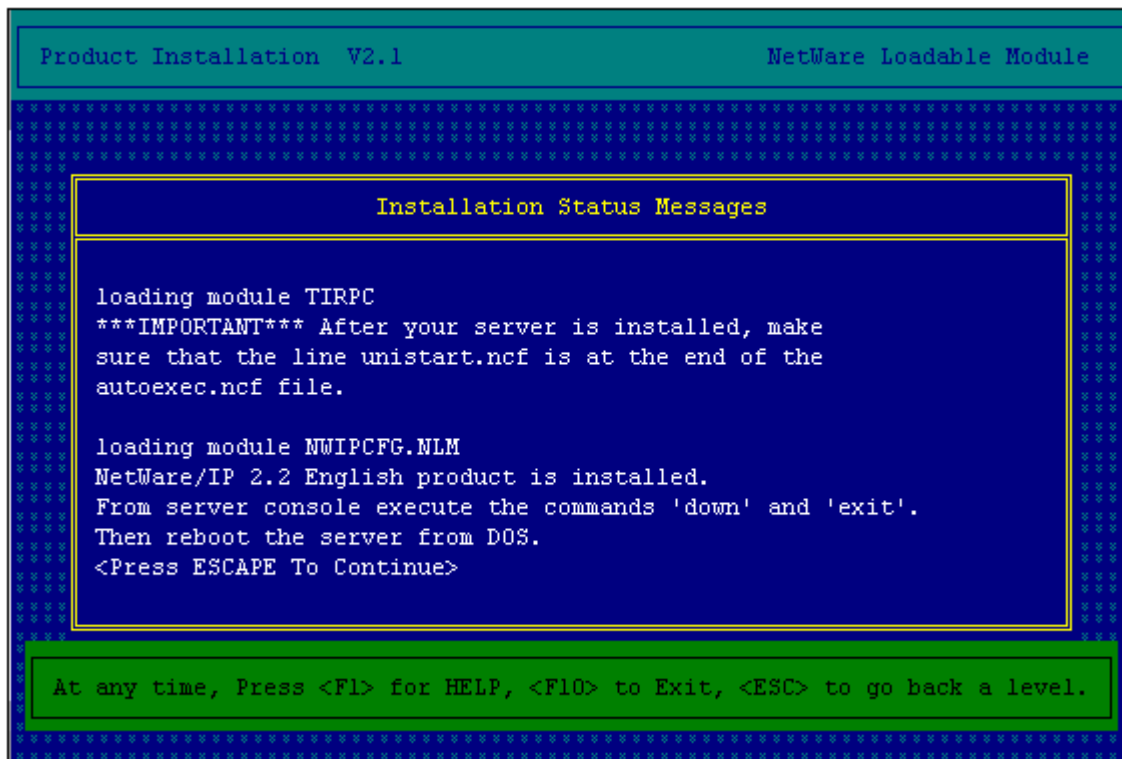 Product Installation V2.1
NetWare Loadable Module
Installation Status Messages
loading module TIRPC
***IMPORTANT*** After your server is installed, make
sure that the line unistart.ncf is at the end of the
autoexec.ncf file.
loading module NWIPCFG.NLM
NetWare/IP 2.2 English product is installed.
From server console execute the commands 'down' and 'exit'.
Then reboot the server from DOS.
<Press ESCAPE To Continue>
At any time, Press <F1> for HELP, <F10> to Exit, <ESC> to go back a level.